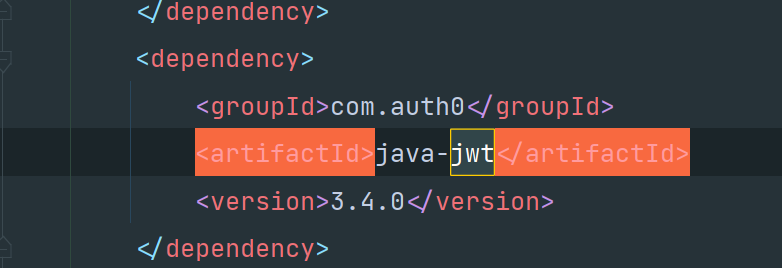 </dependency>
<dependency>
<groupId>com.auth0</groupId>
<artifactId>java-jwt</artifactId>
<version>3.4.0</version>
</dependency>